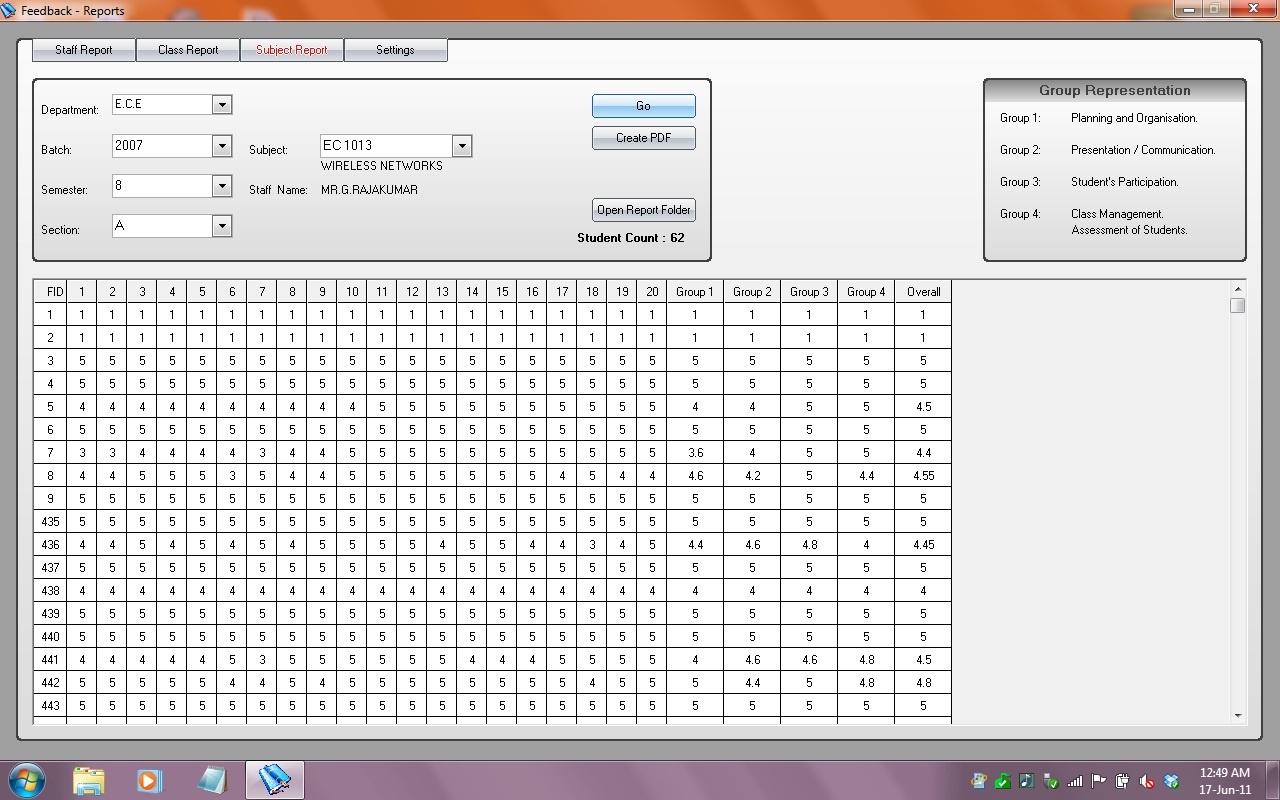 Feedback - Reports
Staff Report Class Report Subject Report Settings
Department: E.C.E Go
Batch: 2007 Subject: EC 1013 Create PDF
WIRELESS NETWORKS
Semester: 8 Staff Name: MR.G.RAJAKUMAR
Open Report Folder
Section: A
Student Count : 62
Group Representation
Group 1: Planning and Organisation.
Group 2: Presentation / Communication.
Group 3: Student's Participation.
Group 4: Class Management.
Assessment of Students.
FID 1 2 3 4 5 6 7 8 9 10 11 12 13 14 15 16 17 18 19 20 Group 1 Group 2 Group 3 Group 4 Overall
1 1 1 1 1 1 1 1 1 1 1 1 1 1 1 1 1 1 1 1 1 1 1 1 1 1
2 1 1 1 1 1 1 1 1 1 1 1 1 1 1 1 1 1 1 1 1 1 1 1 1 1
3 5 5 5 5 5 5 5 5 5 5 5 5 5 5 5 5 5 5 5 5 5 5 5 5 5
4 5 5 5 5 5 5 5 5 5 5 5 5 5 5 5 5 5 5 5 5 5 5 5 5 5
5 4 4 4 4 4 4 4 4 4 4 5 5 5 5 5 5 5 5 5 5 4 4 5 5 4.5
6 5 5 5 5 5 5 5 5 5 5 5 5 5 5 5 5 5 5 5 5 5 5 5 5 5
7 3 3 4 4 4 4 3 4 4 5 5 5 5 5 5 5 5 5 5 5 3.6 4 5 5 4.4
8 4 4 5 5 5 3 5 4 4 5 5 5 5 5 5 5 4 5 4 4 4.6 4.2 5 4.4 4.55
9 5 5 5 5 5 5 5 5 5 5 5 5 5 5 5 5 5 5 5 5 5 5 5 5 5
435 5 5 5 5 5 5 5 5 5 5 5 5 5 5 5 5 5 5 5 5 5 5 5 5 5
436 4 4 5 4 5 4 5 4 5 5 5 5 4 5 5 4 4 3 4 5 4.4 4.6 4.8 4 4.45
437 5 5 5 5 5 5 5 5 5 5 5 5 5 5 5 5 5 5 5 5 5 5 5 5 5
438 4 4 4 4 4 4 4 4 4 4 4 4 4 4 4 4 4 4 4 4 4 4 4 4 4
439 5 5 5 5 5 5 5 5 5 5 5 5 5 5 5 5 5 5 5 5 5 5 5 5 5
440 5 5 5 5 5 5 5 5 5 5 5 5 5 5 5 5 5 5 5 5 5 5 5 5 5
441 4 4 4 4 4 5 3 5 5 5 5 5 5 4 4 4 5 5 5 5 4 4.6 4.6 4.8 4.5
442 5 5 5 5 5 4 4 5 4 5 5 5 5 5 5 5 5 4 5 5 5 4.4 5 4.8 4.8
443 5 5 5 5 5 5 5 5 5 5 5 5 5 5 5 5 5 5 5 5 5 5 5 5 5
12:49 AM
17-Jun-11